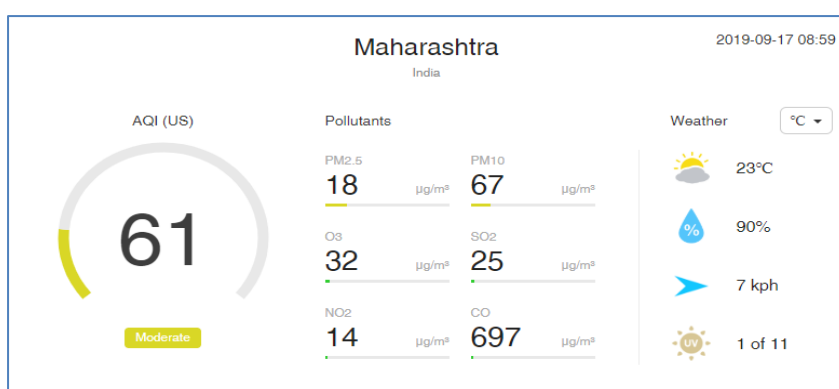 Maharashtra
India
2019-09-17 08:59
AQI (US)
61
Moderate
Pollutants
PM2.5
18 µg/m³
PM10
67 µg/m³
O3
32 µg/m³
SO2
25 µg/m³
NO2
14 µg/m³
CO
697 µg/m³
Weather
°C
23°C
%
90%
7 kph
UV
1 of 11